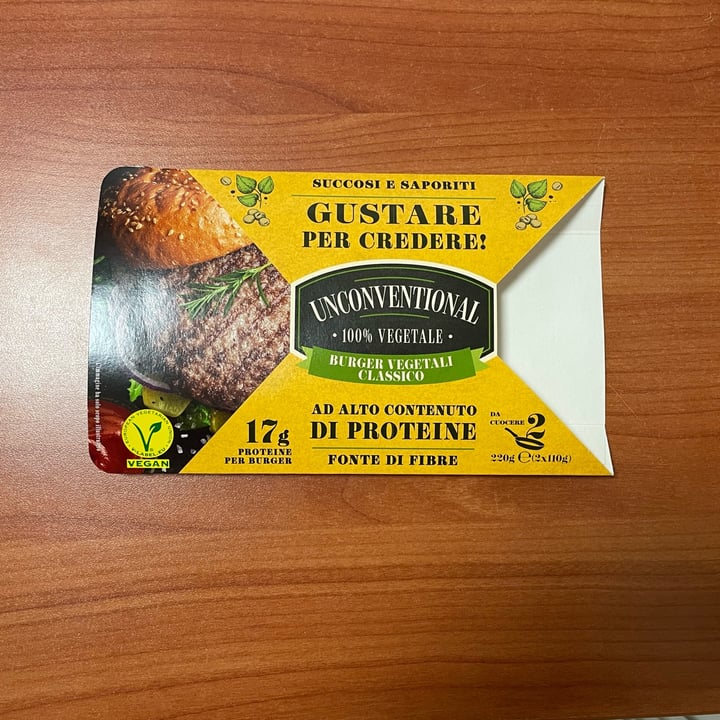 SUCCOSI E SAPORITI
GUSTARE
PER CREDERE!
UNCONVENTIONAL
• 100% VEGETALE •
BURGER VEGETALI
CLASSICO
17g
PROTEINE
PER BURGER
AD ALTO CONTENUTO
DI PROTEINE
FONTE DI FIBRE
DA
CUOCERE
2
220g ℮ (2x110g)
VEGAN